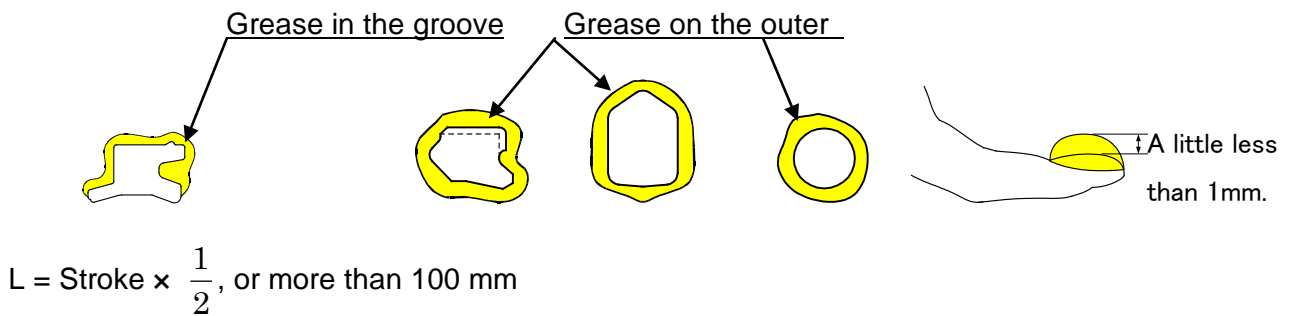 Grease in the groove
Grease on the outer
A little less
than 1mm.
L = Stroke × 1/2, or more than 100 mm